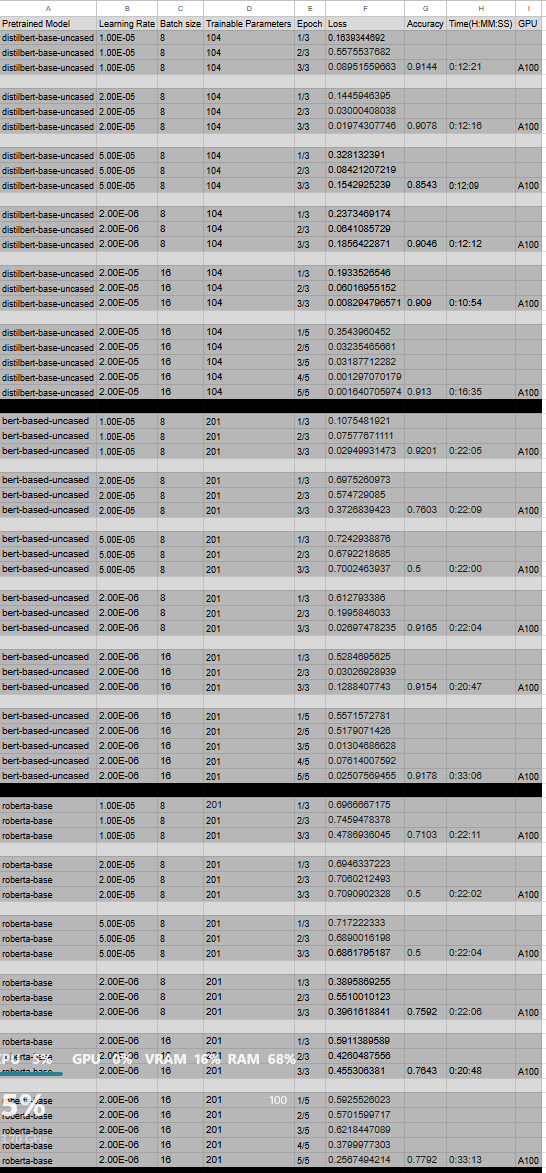 A B C D E F G H I
Pretrained Model Learning Rate Batch size Trainable Parameters Epoch Loss Accuracy Time(H:MM:SS) GPU
distilbert-base-uncased 1.00E-05 8 104 1/3 0.1639344692
distilbert-base-uncased 1.00E-05 8 104 2/3 0.5575537682
distilbert-base-uncased 1.00E-05 8 104 3/3 0.08951559663 0.9144 0:12:21 A100
distilbert-base-uncased 2.00E-05 8 104 1/3 0.1445946395
distilbert-base-uncased 2.00E-05 8 104 2/3 0.03000408038
distilbert-base-uncased 2.00E-05 8 104 3/3 0.01974307746 0.9078 0:12:16 A100
distilbert-base-uncased 5.00E-05 8 104 1/3 0.328132391
distilbert-base-uncased 5.00E-05 8 104 2/3 0.08421207219
distilbert-base-uncased 5.00E-05 8 104 3/3 0.1542925239 0.8543 0:12:09 A100
distilbert-base-uncased 2.00E-06 8 104 1/3 0.2373469174
distilbert-base-uncased 2.00E-06 8 104 2/3 0.0641085729
distilbert-base-uncased 2.00E-06 8 104 3/3 0.1856422871 0.9046 0:12:12 A100
distilbert-base-uncased 2.00E-05 16 104 1/3 0.1933526546
distilbert-base-uncased 2.00E-05 16 104 2/3 0.06016955152
distilbert-base-uncased 2.00E-05 16 104 3/3 0.008294796571 0.909 0:10:54 A100
distilbert-base-uncased 2.00E-05 16 104 1/5 0.3543960452
distilbert-base-uncased 2.00E-05 16 104 2/5 0.03235465661
distilbert-base-uncased 2.00E-05 16 104 3/5 0.03187712282
distilbert-base-uncased 2.00E-05 16 104 4/5 0.001297070179
distilbert-base-uncased 2.00E-05 16 104 5/5 0.001640705974 0.913 0:16:35 A100
bert-based-uncased 1.00E-05 8 201 1/3 0.1075481921
bert-based-uncased 1.00E-05 8 201 2/3 0.07577671111
bert-based-uncased 1.00E-05 8 201 3/3 0.02949931473 0.9201 0:22:05 A100
bert-based-uncased 2.00E-05 8 201 1/3 0.6975260973
bert-based-uncased 2.00E-05 8 201 2/3 0.574729085
bert-based-uncased 2.00E-05 8 201 3/3 0.3726839423 0.7603 0:22:09 A100
bert-based-uncased 5.00E-05 8 201 1/3 0.7242938876
bert-based-uncased 5.00E-05 8 201 2/3 0.6792218685
bert-based-uncased 5.00E-05 8 201 3/3 0.7002463937 0.5 0:22:00 A100
bert-based-uncased 2.00E-06 8 201 1/3 0.612793386
bert-based-uncased 2.00E-06 8 201 2/3 0.1995846033
bert-based-uncased 2.00E-06 8 201 3/3 0.02697478235 0.9165 0:22:04 A100
bert-based-uncased 2.00E-06 16 201 1/3 0.5284695625
bert-based-uncased 2.00E-06 16 201 2/3 0.03026928939
bert-based-uncased 2.00E-06 16 201 3/3 0.1288407743 0.9154 0:20:47 A100
bert-based-uncased 2.00E-06 16 201 1/5 0.5571572781
bert-based-uncased 2.00E-06 16 201 2/5 0.5179071426
bert-based-uncased 2.00E-06 16 201 3/5 0.01304686628
bert-based-uncased 2.00E-06 16 201 4/5 0.07614007592
bert-based-uncased 2.00E-06 16 201 5/5 0.02507569455 0.9178 0:33:06 A100
roberta-base 1.00E-05 8 201 1/3 0.6966667175
roberta-base 1.00E-05 8 201 2/3 0.7459478378
roberta-base 1.00E-05 8 201 3/3 0.4786936045 0.7103 0:22:11 A100
roberta-base 2.00E-05 8 201 1/3 0.6946337223
roberta-base 2.00E-05 8 201 2/3 0.7060212493
roberta-base 2.00E-05 8 201 3/3 0.7090902328 0.5 0:22:02 A100
roberta-base 5.00E-05 8 201 1/3 0.717222333
roberta-base 5.00E-05 8 201 2/3 0.6890016198
roberta-base 5.00E-05 8 201 3/3 0.6861795187 0.5 0:22:04 A100
roberta-base 2.00E-06 8 201 1/3 0.3895869255
roberta-base 2.00E-06 8 201 2/3 0.5510010123
roberta-base 2.00E-06 8 201 3/3 0.3961618841 0.7592 0:22:06 A100
roberta-base 2.00E-06 16 201 1/3 0.5911389589
2/3 0.4260487556
GPU 0% VRAM 16% RAM 68%
roberta-base 2.00E-06 16 201 3/3 0.455306381 0.7643 0:20:48 A100
2.00E-06 16 201 1/5 0.5925526023
5% 100
roberta-base 2.00E-06 16 201 2/5 0.5701599717
roberta-base 2.00E-06 16 201 3/5 0.6218447089
3.70 GHz
roberta-base 2.00E-06 16 201 4/5 0.3799977303
roberta-base 2.00E-06 16 201 5/5 0.2567494214 0.7792 0:33:13 A100